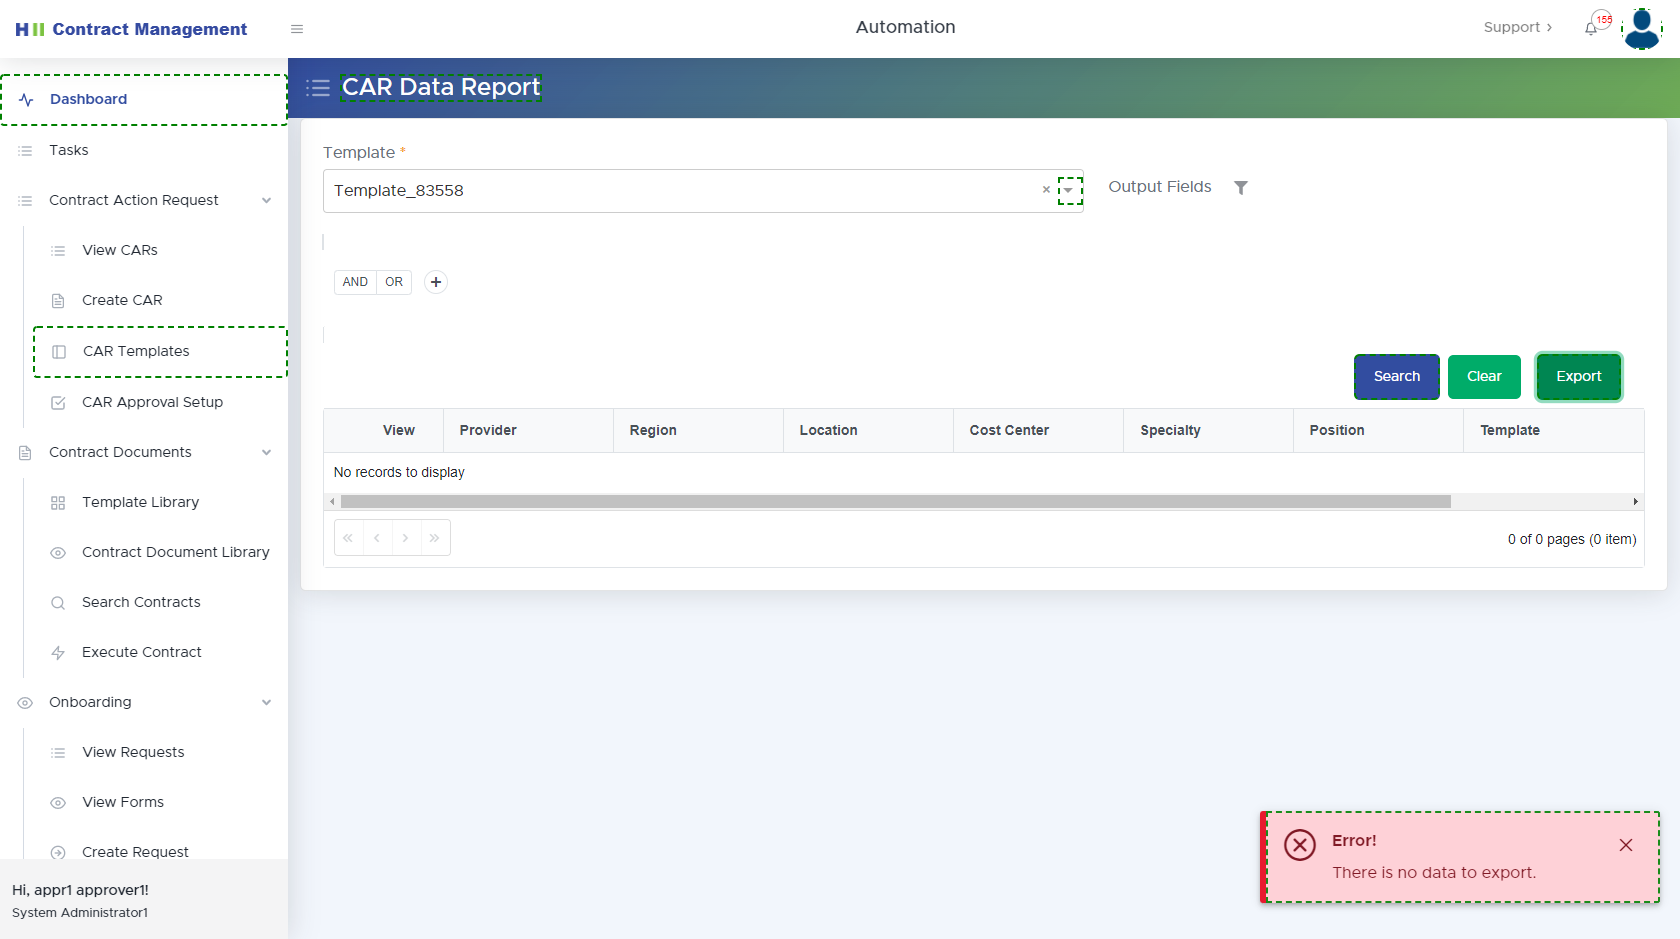 Contract Management
Automation
Support
155
Dashboard
Tasks
Contract Action Request
View CARs
Create CAR
CAR Templates
CAR Approval Setup
Contract Documents
Template Library
Contract Document Library
Search Contracts
Execute Contract
Onboarding
View Requests
View Forms
Create Request
Hi, appr1 approver1!
System Administrator1
CAR Data Report
Template *
Template_83558
Output Fields
AND OR
Search Clear Export
View Provider Region Location Cost Center Specialty Position Template
No records to display
0 of 0 pages (0 item)
Error!
There is no data to export.